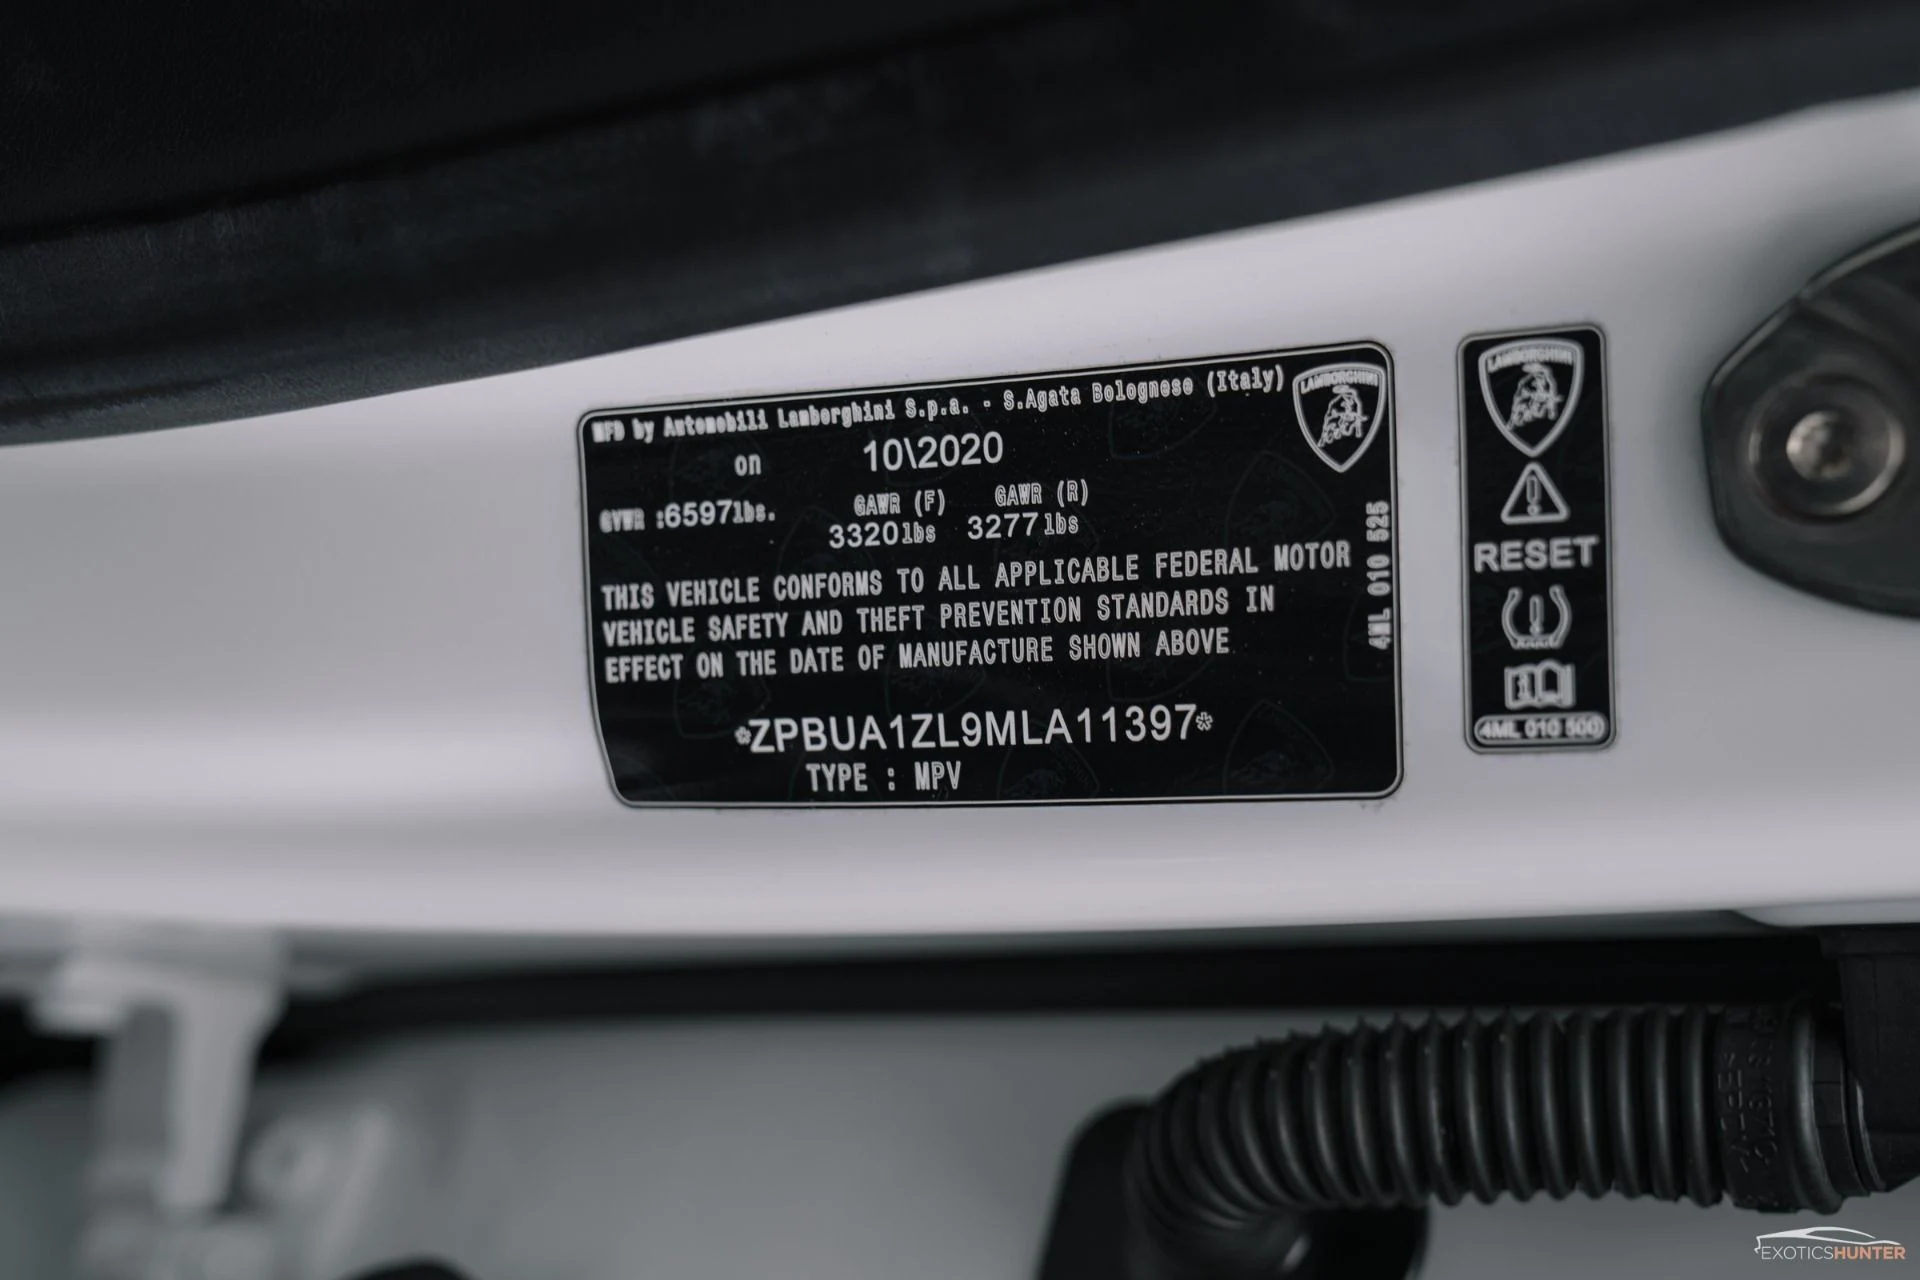 MFD by Automobili Lamborghini S.p.a. - S.Agata Bolognese (Italy)
on 10\2020
GVWR :6597lbs. GAWR (F) GAWR (R)
3320lbs 3277lbs
THIS VEHICLE CONFORMS TO ALL APPLICABLE FEDERAL MOTOR
VEHICLE SAFETY AND THEFT PREVENTION STANDARDS IN
EFFECT ON THE DATE OF MANUFACTURE SHOWN ABOVE
*ZPBUA1ZL9MLA11397*
TYPE : MPV
4ML 010 525
LAMBORGHINI
LAMBORGHINI
RESET
4ML 010 500
EXOTICSHUNTER